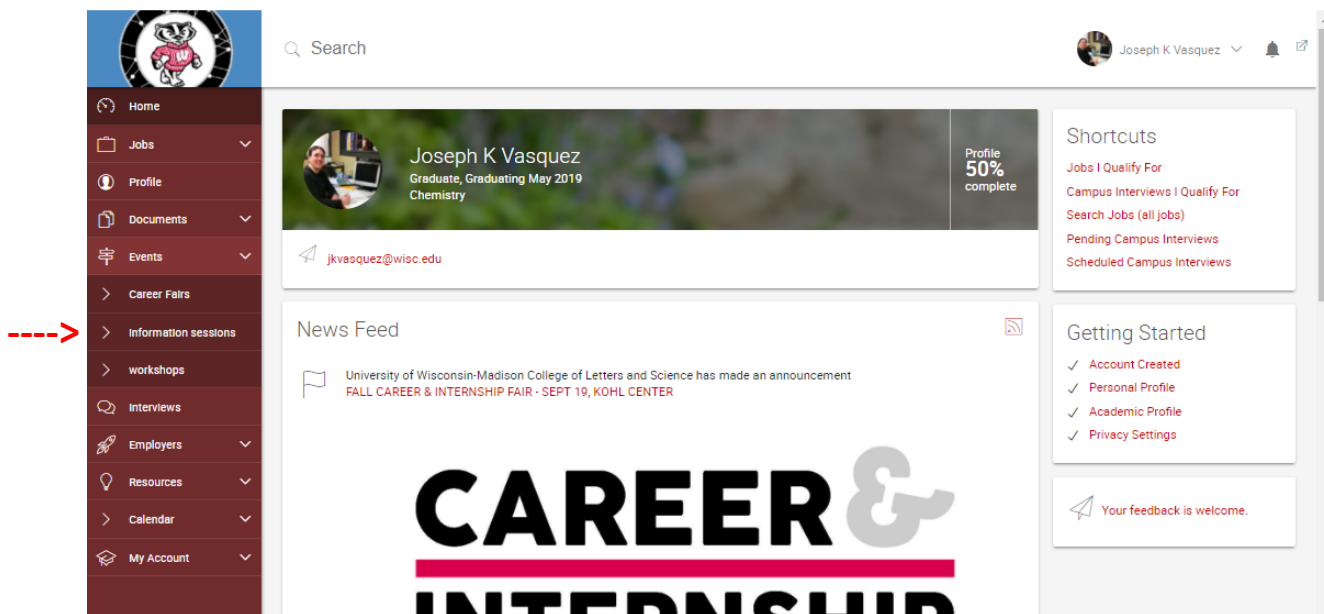 Search
Joseph K Vasquez
Home
Jobs
Profile
Documents
Events
Career Fairs
---->
Information sessions
workshops
Interviews
Employers
Resources
Calendar
My Account
Joseph K Vasquez
Graduate, Graduating May 2019
Chemistry
Profile
50%
complete
jkvasquez@wisc.edu
News Feed
University of Wisconsin-Madison College of Letters and Science has made an announcement
FALL CAREER & INTERNSHIP FAIR - SEPT 19, KOHL CENTER
CAREER &
INTERNSHIP
Shortcuts
Jobs I Qualify For
Campus Interviews I Qualify For
Search Jobs (all jobs)
Pending Campus Interviews
Scheduled Campus Interviews
Getting Started
Account Created
Personal Profile
Academic Profile
Privacy Settings
Your feedback is welcome.